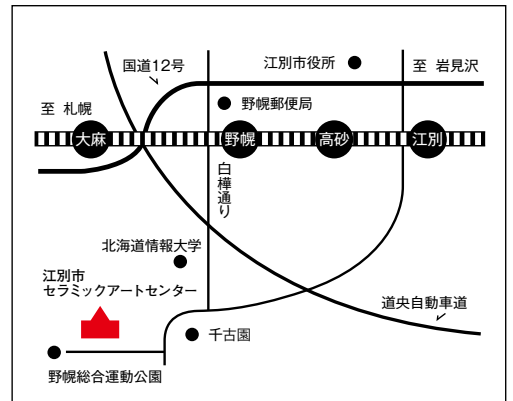 国道12号
江別市役所
至 岩見沢
野幌郵便局
至 札幌
大麻
野幌
高砂
江別
白樺通り
北海道情報大学
江別市
セラミックアートセンター
道央自動車道
千古園
野幌総合運動公園